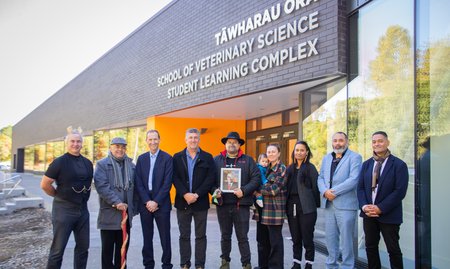 TĀWHARAU ORA
SCHOOL OF VETERINARY SCIENCE
STUDENT LEARNING COMPLEX